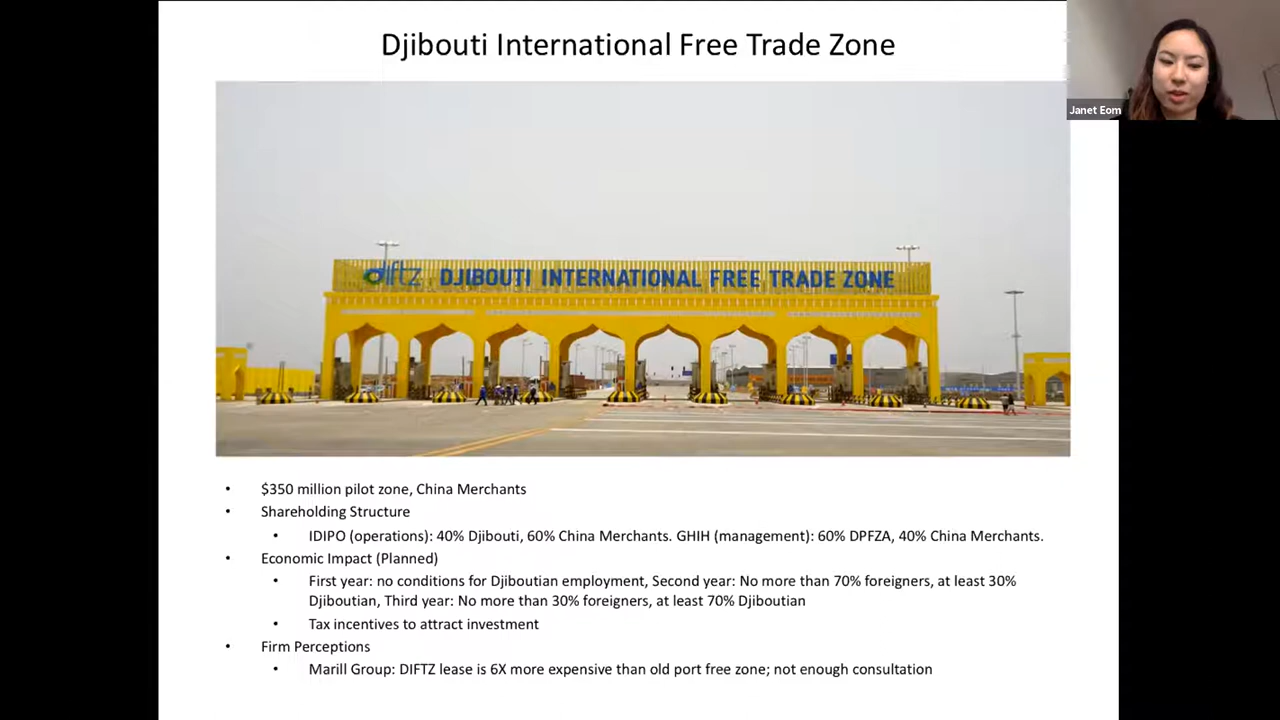 Djibouti International Free Trade Zone
Janet Eom
diftz DJIBOUTI INTERNATIONAL FREE TRADE ZONE
• $350 million pilot zone, China Merchants
• Shareholding Structure
• IDIPO (operations): 40% Djibouti, 60% China Merchants. GHIH (management): 60% DPFZA, 40% China Merchants.
• Economic Impact (Planned)
• First year: no conditions for Djiboutian employment, Second year: No more than 70% foreigners, at least 30%
Djiboutian, Third year: No more than 30% foreigners, at least 70% Djiboutian
• Tax incentives to attract investment
• Firm Perceptions
• Marill Group: DIFTZ lease is 6X more expensive than old port free zone; not enough consultation